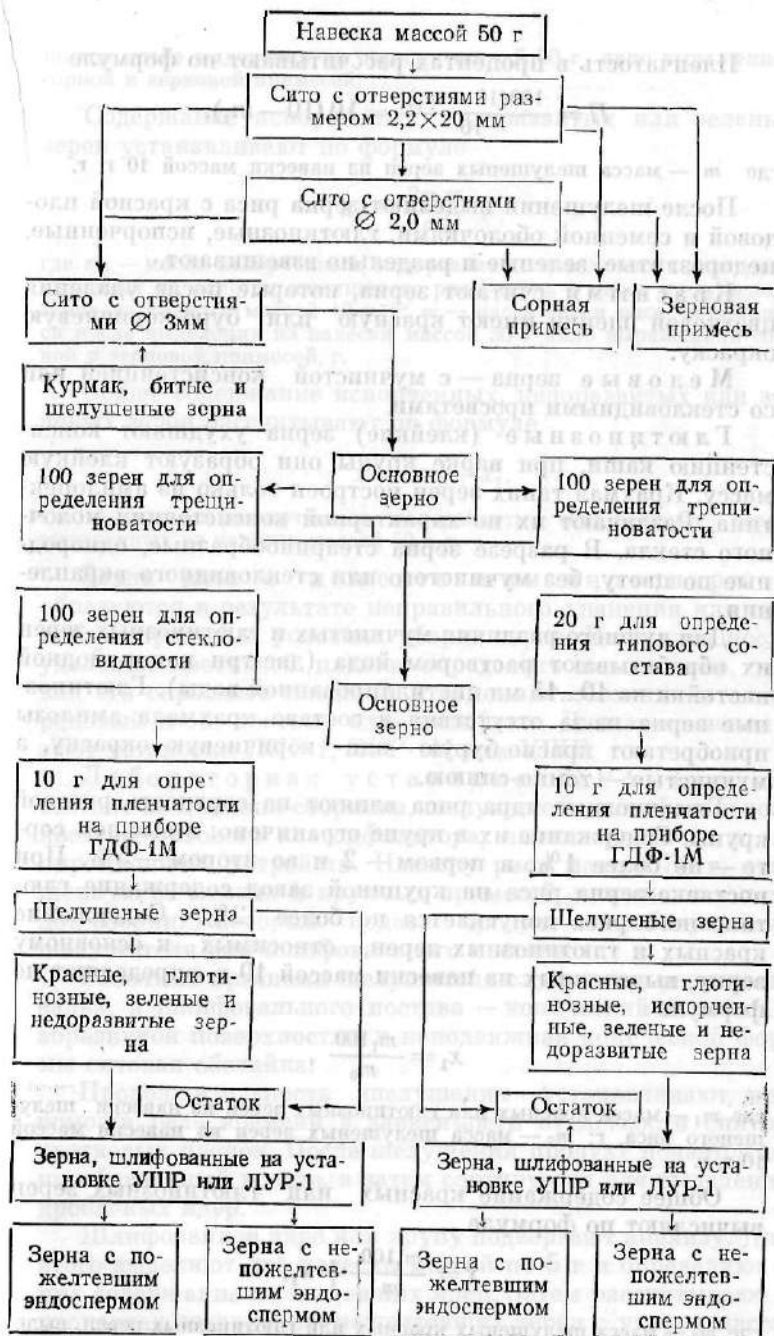 Навеска массой 50 г
Сито с отверстиями раз-
мером 2,2×20 мм
Сито с отверстиями
Ø 2,0 мм
Сито с отверстия-
ми Ø 3мм
Сорная
примесь
Зерновая
примесь
Курмак, битые и
шелушеные зерна
100 зерен для оп-
ределения трещи-
новатости
Основное
зерно
100 зерен для оп-
ределения трещи-
новатости
100 зерен для оп-
ределения стекло-
видности
20 г для опреде-
ления типового со-
става
Основное
зерно
10 г для опре-
деления пленчатости
на приборе
ГДФ-1М
10 г для опреде-
ления пленчатости
на приборе
ГДФ-1М
Шелушеные зерна
Шелушеные зерна
Красные, глюти-
нозные, зеленые и
недоразвитые зер-
на
Красные, глюти-
нозные, испорчен-
ные, зеленые и не-
доразвитые зерна
Остаток
Остаток
Зерна, шлифованные на уста-
новке УШР или ЛУР-1
Зерна, шлифованные на уста-
новке УШР или ЛУР-1
Зерна с по-
желтевшим
эндоспермом
Зерна с не-
пожелтев-
шим эндо-
спермом
Зерна с по-
желтевшим
эндоспермом
Зерна с не-
пожелтев-
шим эндо-
спермом